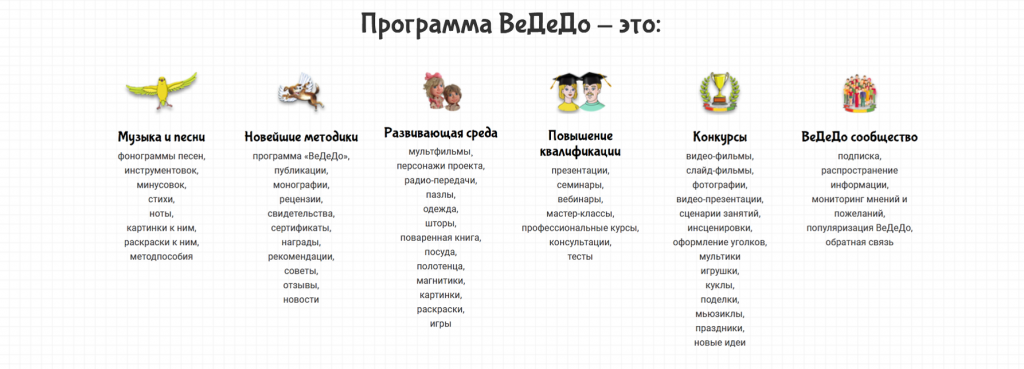 Программа ВеДеДо – это:
Музыка и песни
фонограммы песен,
инструментовок,
минусовок,
стихи,
ноты,
картинки к ним,
раскраски к ним,
методпособия
Новейшие методики
программа «ВеДеДо»,
публикации,
монографии,
рецензии,
свидетельства,
сертификаты,
награды,
рекомендации,
советы,
отзывы,
новости
Развивающая среда
мультфильмы,
персонажи проекта,
радио-передачи,
пазлы,
одежда,
шторы,
поваренная книга,
посуда,
полотенца,
магнитики,
картинки,
раскраски,
игры
Повышение
квалификации
презентации,
семинары,
вебинары,
мастер-классы,
профессиональные курсы,
консультации,
тесты
Конкурсы
видео-фильмы,
слайд-фильмы,
фотографии,
видео-презентации,
сценарии занятий,
инсценировки,
оформление уголков,
мультики
игрушки,
куклы,
поделки,
мьюзиклы,
праздники,
новые идеи
ВеДеДо сообщество
подписка,
распространение
информации,
мониторинг мнений и
пожеланий,
популяризация ВеДеДо,
обратная связь